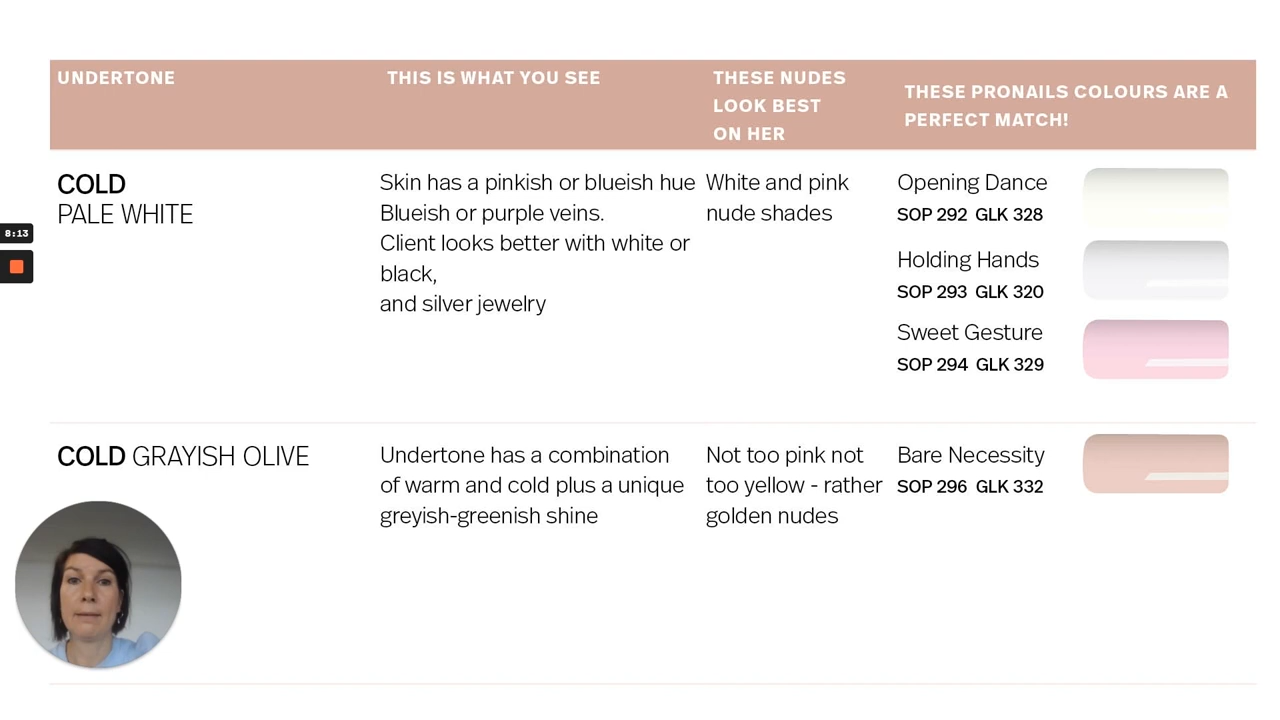 UNDERTONE
THIS IS WHAT YOU SEE
THESE NUDES
LOOK BEST
ON HER
THESE PRONAILS COLOURS ARE A
PERFECT MATCH!
COLD
PALE WHITE
Skin has a pinkish or blueish hue
Blueish or purple veins.
Client looks better with white or
black,
and silver jewelry
White and pink
nude shades
Opening Dance
SOP 292 GLK 328
Holding Hands
SOP 293 GLK 320
Sweet Gesture
SOP 294 GLK 329
8:13
COLD GRAYISH OLIVE
Undertone has a combination
of warm and cold plus a unique
greyish-greenish shine
Not too pink not
too yellow - rather
golden nudes
Bare Necessity
SOP 296 GLK 332